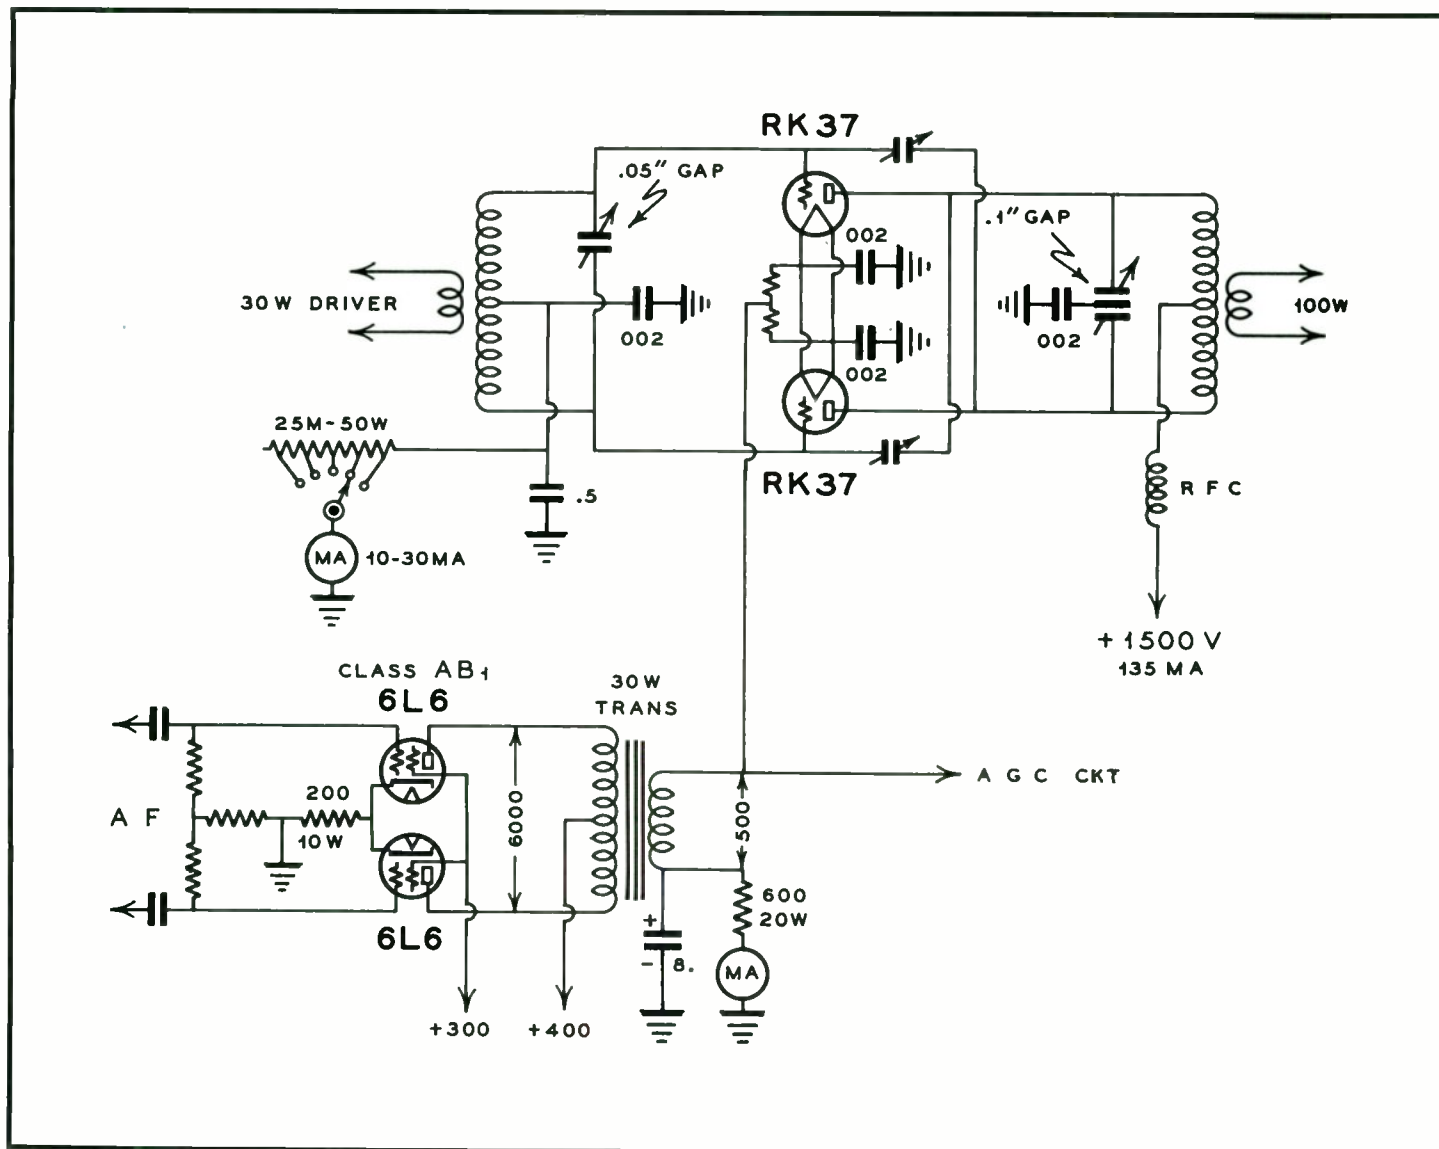 RK37
.05" GAP
.1" GAP
002
30W DRIVER
002
002
002
100W
25M-50W
RK37
.5
RFC
MA
10-30MA
+1500V
135 MA
CLASS AB1
6L6
30W
TRANS
AF
200
10W
6000
500
AGC CKT
6L6
600
20W
+
- 8.
MA
+300
+400